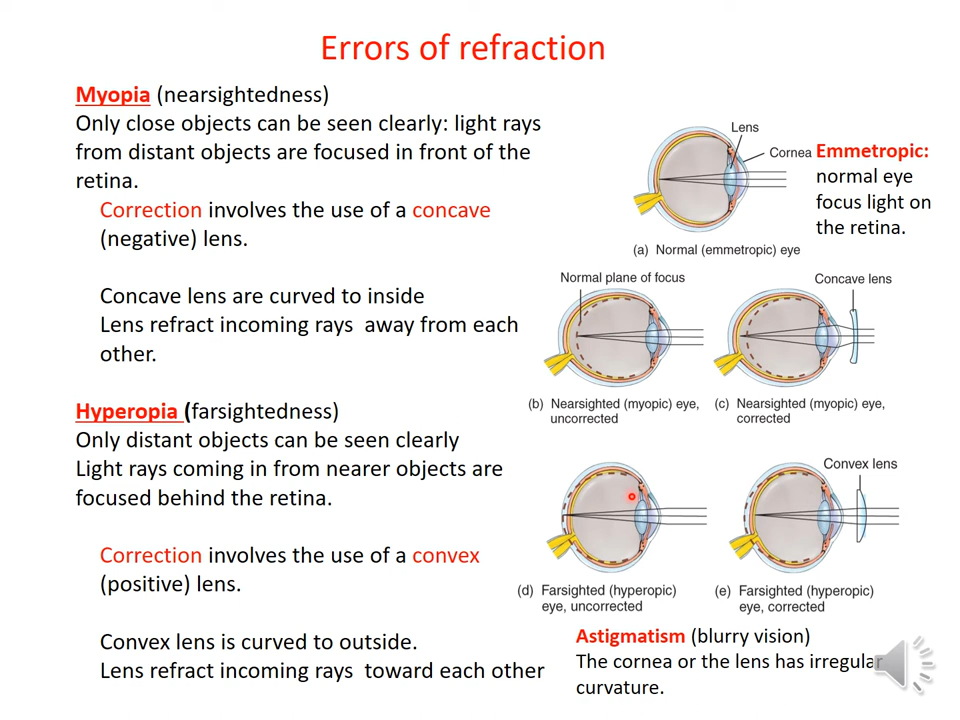 Errors of refraction
Myopia (nearsightedness)
Only close objects can be seen clearly: light rays
from distant objects are focused in front of the
retina.
Correction involves the use of a concave
(negative) lens.
Concave lens are curved to inside
Lens refract incoming rays  away from each
other.
Hyperopia (farsightedness)
Only distant objects can be seen clearly
Light rays coming in from nearer objects are
focused behind the retina.
Correction involves the use of a convex
(positive) lens.
Convex lens is curved to outside.
Lens refract incoming rays  toward each other
Lens
Cornea
Emmetropic:
normal eye
focus light on
the retina.
(a) Normal (emmetropic) eye
Normal plane of focus
Concave lens
(b) Nearsighted (myopic) eye,
uncorrected
(c) Nearsighted (myopic) eye,
corrected
Convex lens
(d) Farsighted (hyperopic)
eye, uncorrected
(e) Farsighted (hyperopic)
eye, corrected
Astigmatism (blurry vision)
The cornea or the lens has irregular
curvature.